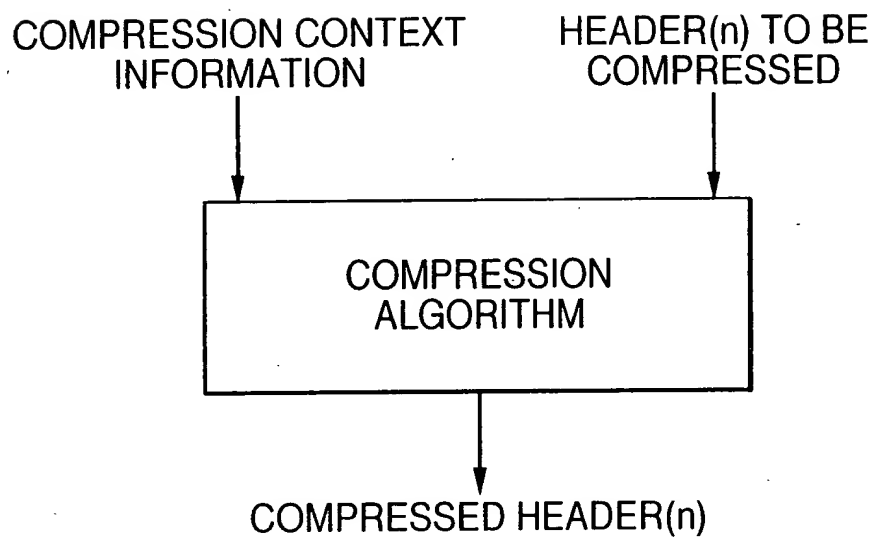 COMPRESSION CONTEXT
INFORMATION
HEADER(n) TO BE
COMPRESSED
COMPRESSION
ALGORITHM
COMPRESSED HEADER(n)